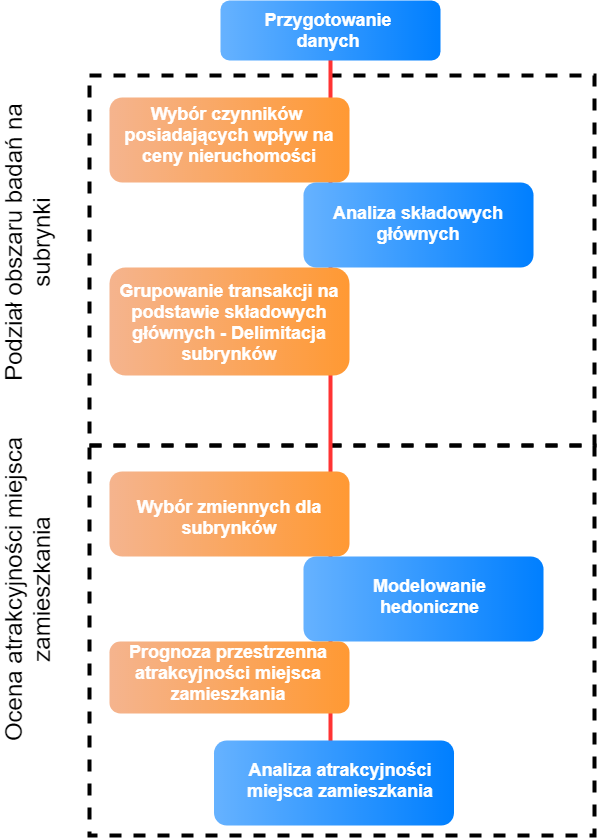 Przygotowanie
danych
Podział obszaru badań na
subrynki
Wybór czynników
posiadających wpływ na
ceny nieruchomości
Analiza składowych
głównych
Grupowanie transakcji na
podstawie składowych
głównych - Delimitacja
subrynków
Ocena atrakcyjności miejsca
zamieszkania
Wybór zmiennych dla
subrynków
Modelowanie
hedoniczne
Prognoza przestrzenna
atrakcyjności miejsca
zamieszkania
Analiza atrakcyjności
miejsca zamieszkania